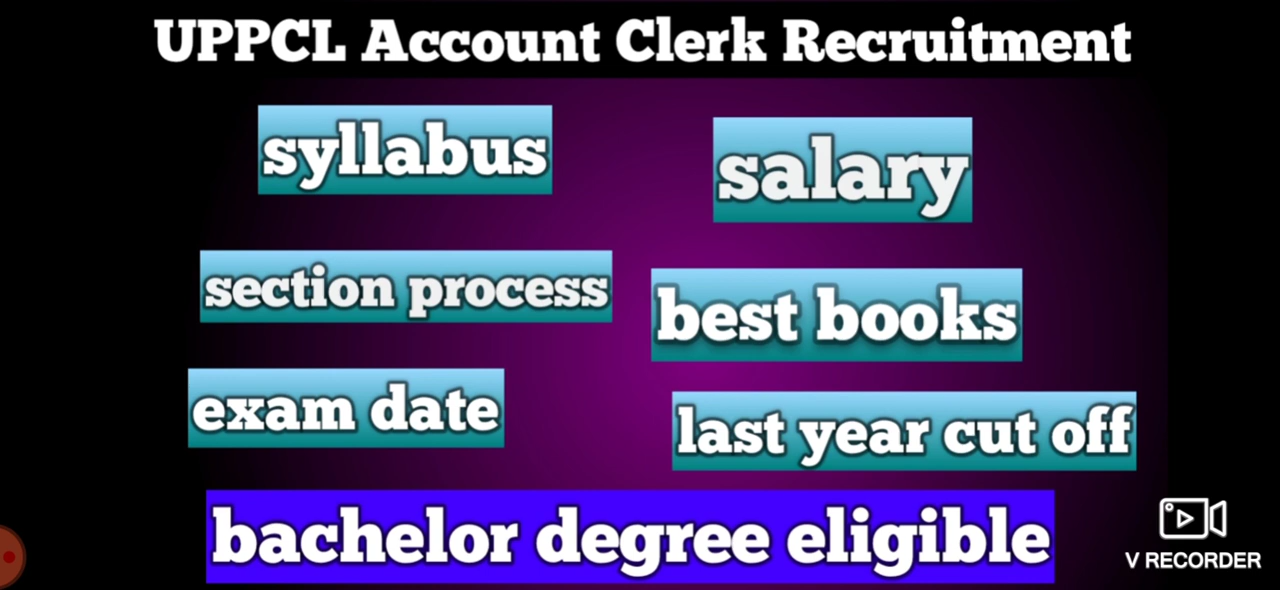 UPPCL Account Clerk Recruitment
syllabus
salary
section process
best books
exam date
last year cut off
bachelor degree eligible
V RECORDER